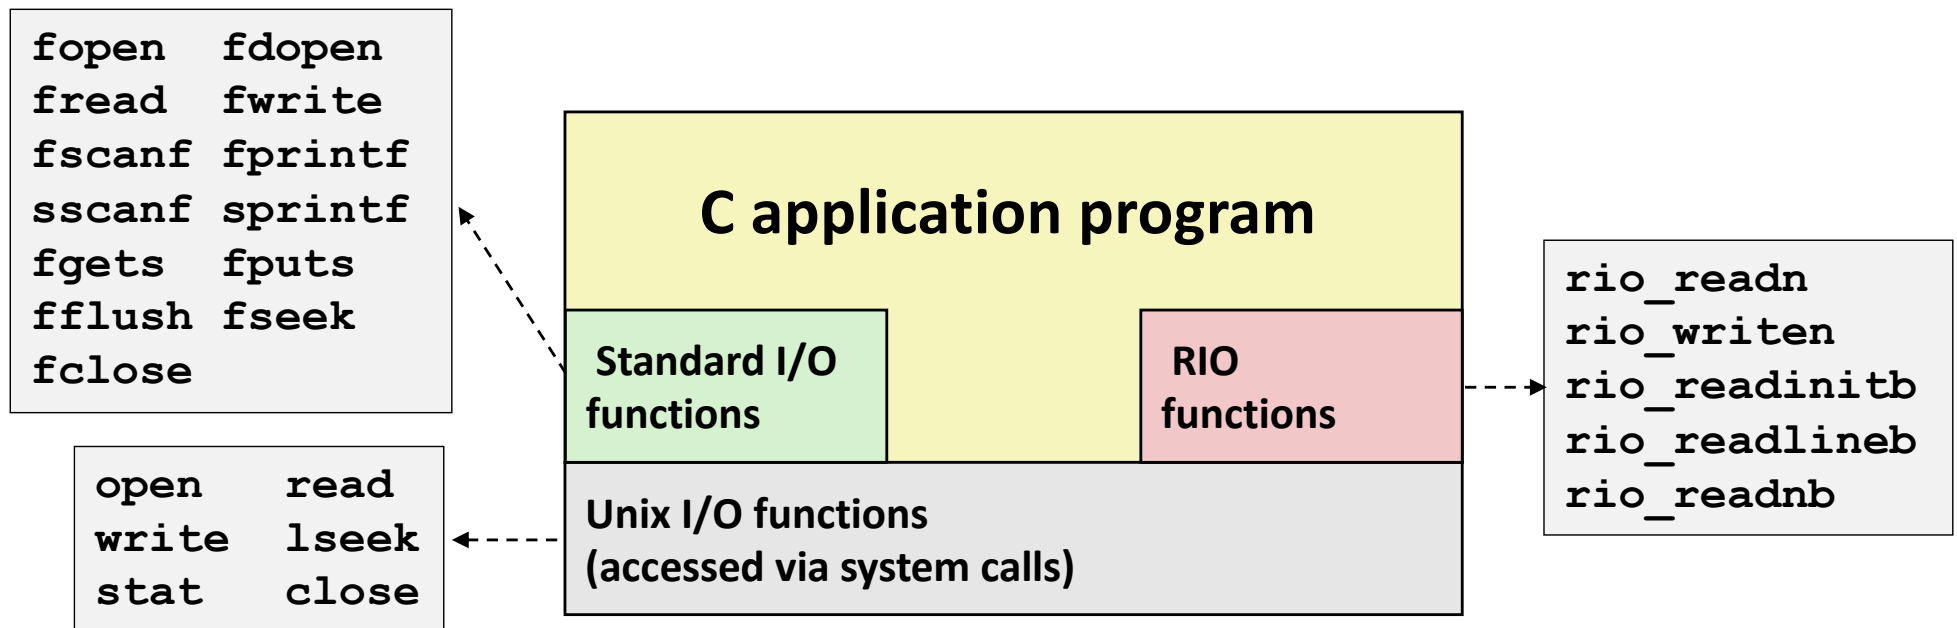 fopen fdopen
fread fwrite
fscanf fprintf
sscanf sprintf
fgets fputs
fflush fseek
fclose
open read
write lseek
stat close
C application program
Standard I/O
functions
RIO
functions
Unix I/O functions
(accessed via system calls)
rio_readn
rio_writen
rio_readinitb
rio_readlineb
rio_readnb